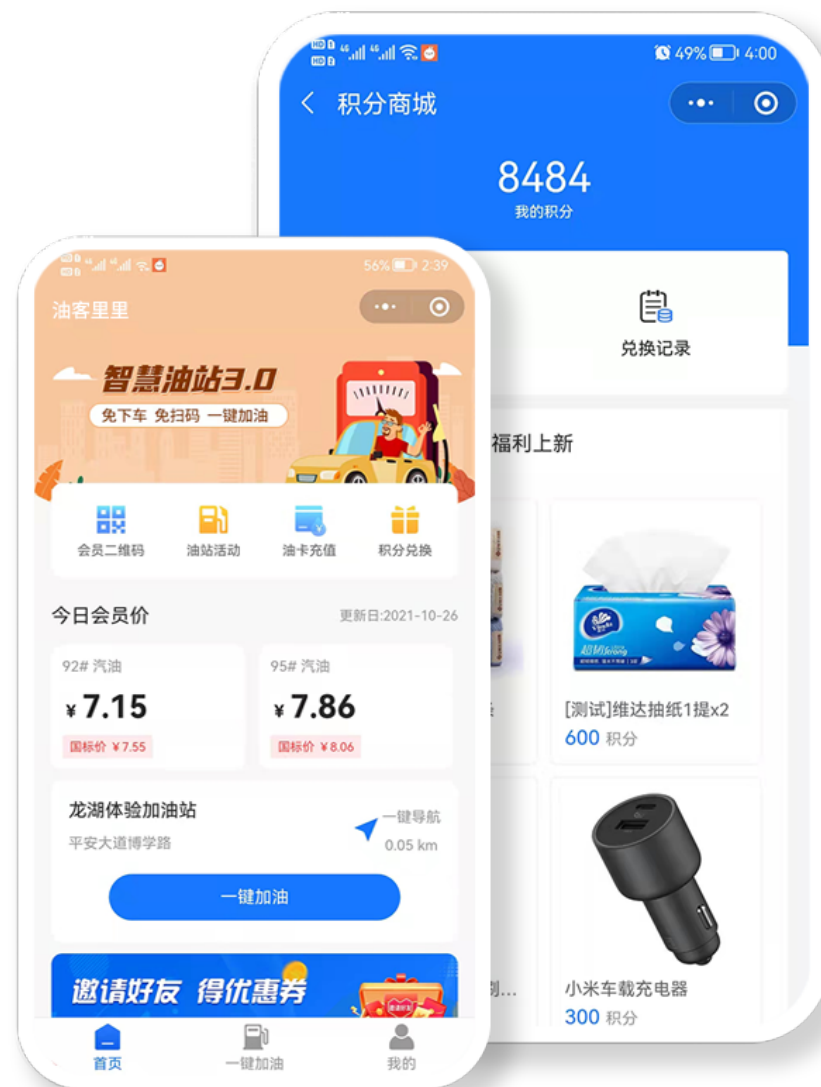 49% 4:00
积分商城
8484
我的积分
兑换记录
福利上新
[测试]维达抽纸1提x2
600 积分
小米车载充电器
300 积分
56% 2:39
油客里里
智慧油站3.0
免下车 免扫码 一键加油
会员二维码
油站活动
油卡充值
积分兑换
今日会员价
更新日:2021-10-26
92# 汽油
95# 汽油
¥ 7.15
¥ 7.86
国标价 ¥7.55
国标价 ¥8.06
龙湖体验加油站
一键导航
平安大道博学路
0.05 km
一键加油
邀请好友 得优惠券
首页
一键加油
我的